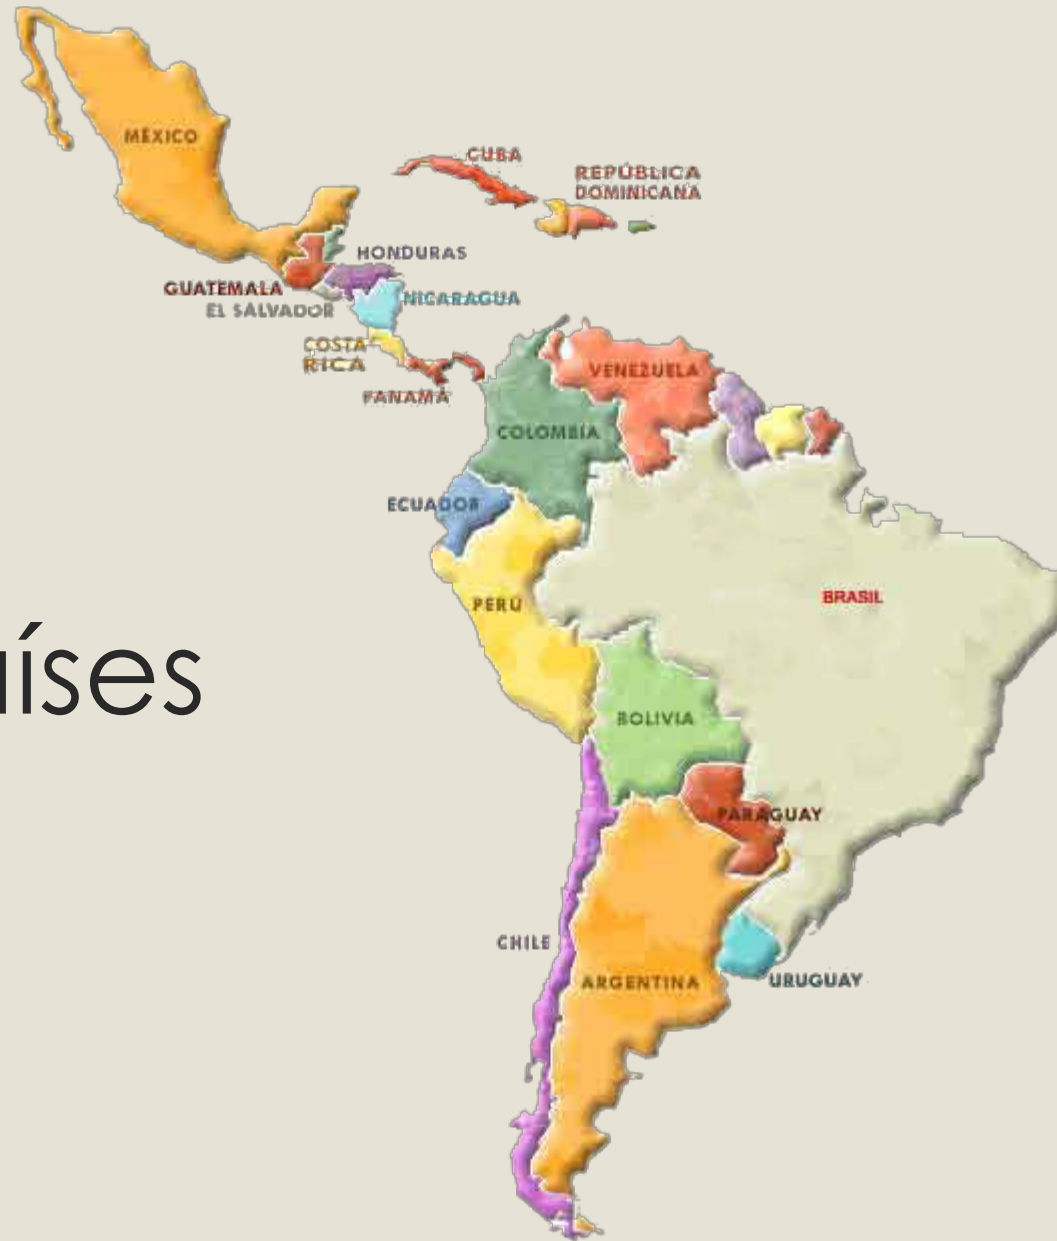 MÉXICO
CUBA
REPÚBLICA
DOMINICANA
HONDURAS
GUATEMALA
EL SALVADOR
NICARAGUA
COSTA
RICA
PANAMÁ
VENEZUELA
COLOMBIA
ECUADOR
PERÚ
BRASIL
aíses
BOLIVIA
PARAGUAY
CHILE
ARGENTINA
URUGUAY